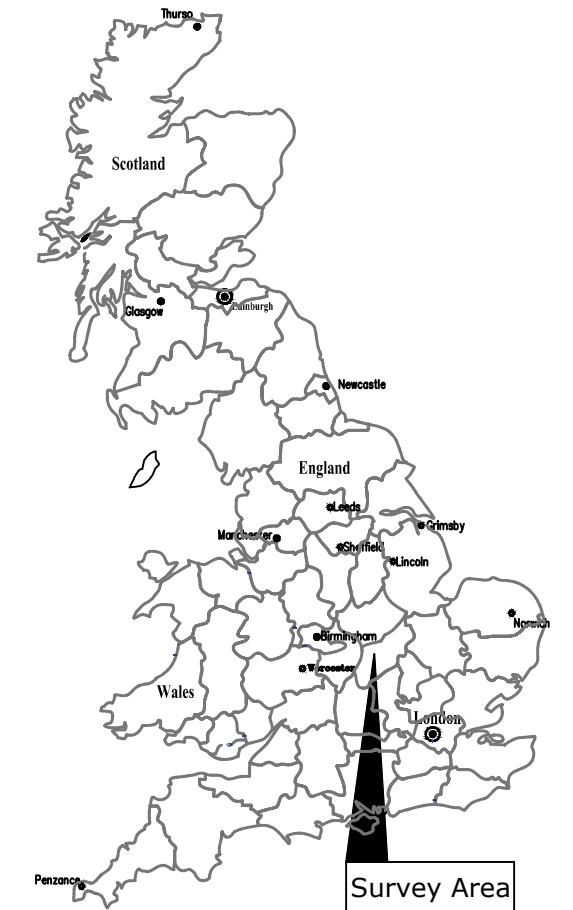 Thurso
Scotland
Glasgow
Edinburgh
Newcastle
England
Leeds
Grimsby
Manchester
Sheffield
Lincoln
Norwich
Birmingham
Worcester
Wales
London
Penzance
Survey Area